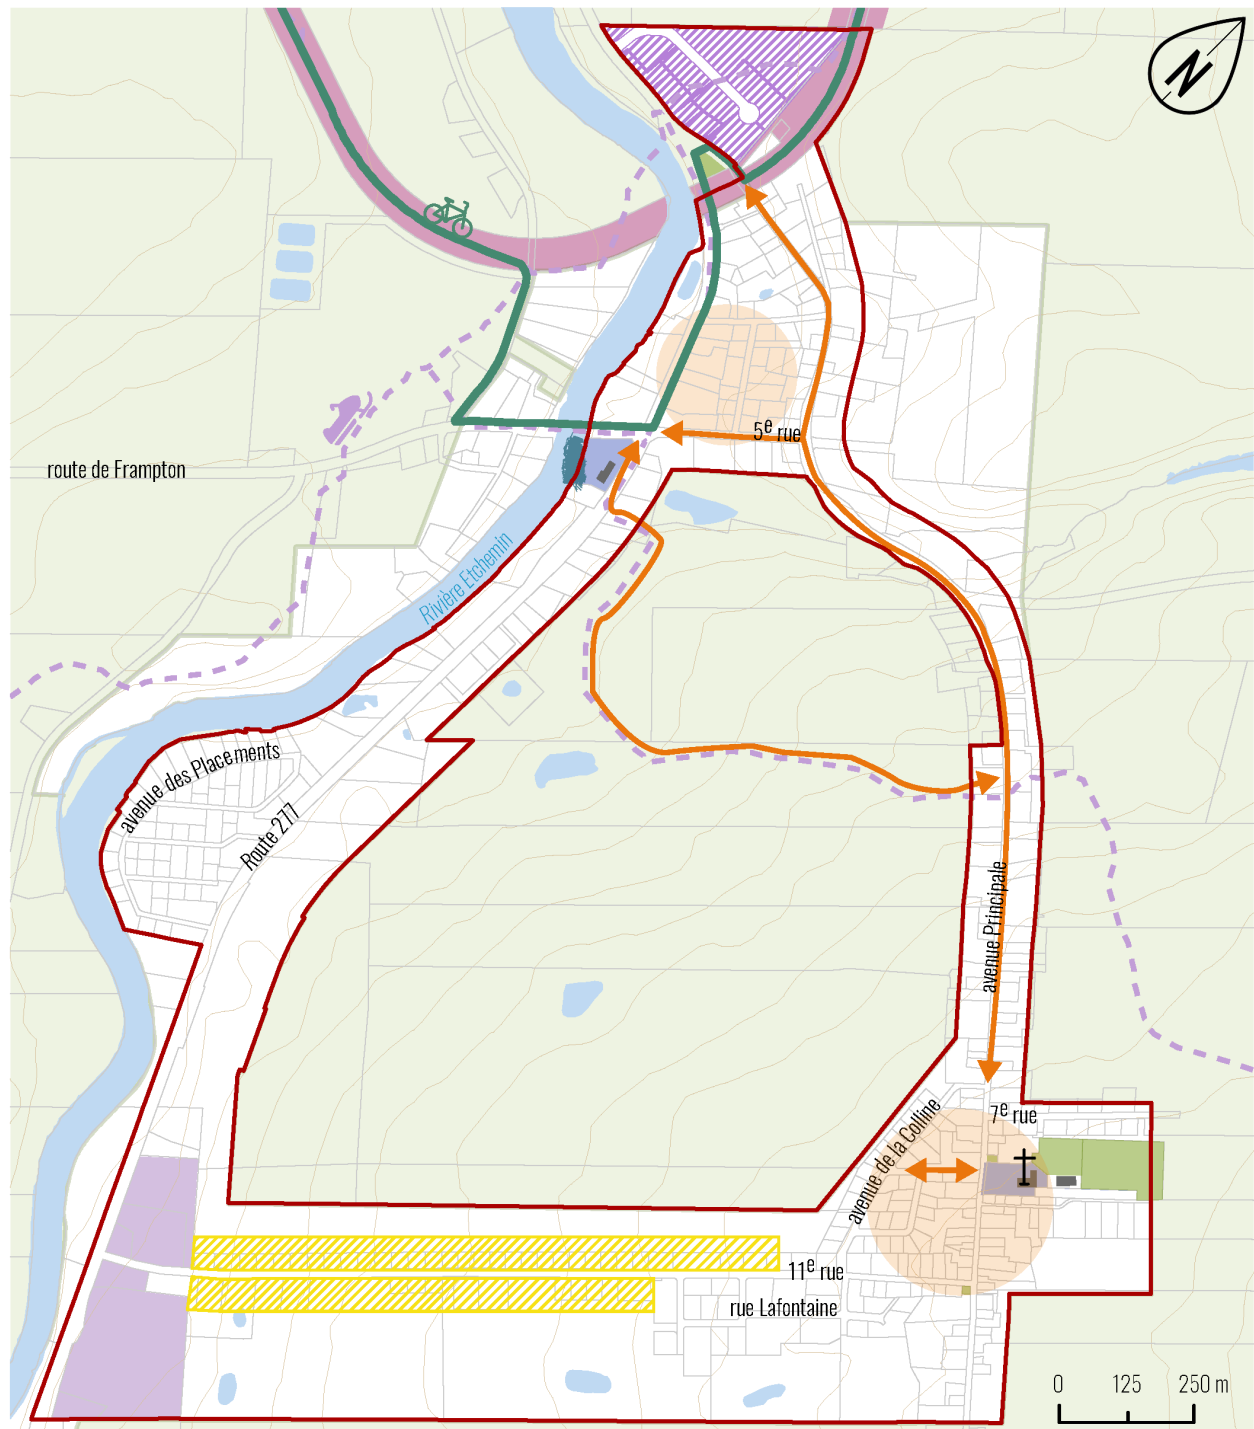 N
5e rue
route de Frampton
Rivière Etchemin
avenue des Placements
Route 277
avenue Principale
7e rue
avenue de la Colline
11e rue
rue Lafontaine
0 125 250 m